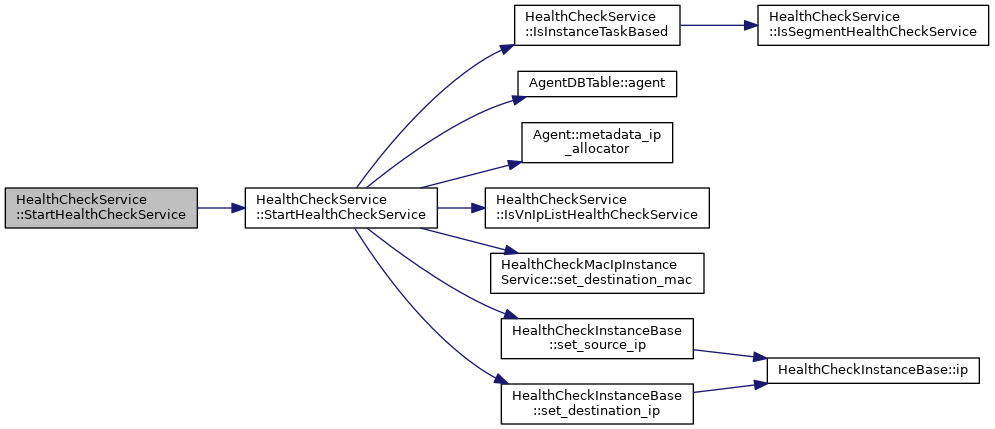 HealthCheckService
::StartHealthCheckService
HealthCheckService
::StartHealthCheckService
HealthCheckService
::IsInstanceTaskBased
HealthCheckService
::IsSegmentHealthCheckService
AgentDBTable::agent
Agent::metadata_ip
_allocator
HealthCheckService
::IsVnIpListHealthCheckService
HealthCheckMacIpInstance
Service::set_destination_mac
HealthCheckInstanceBase
::set_source_ip
HealthCheckInstanceBase
::set_destination_ip
HealthCheckInstanceBase::ip